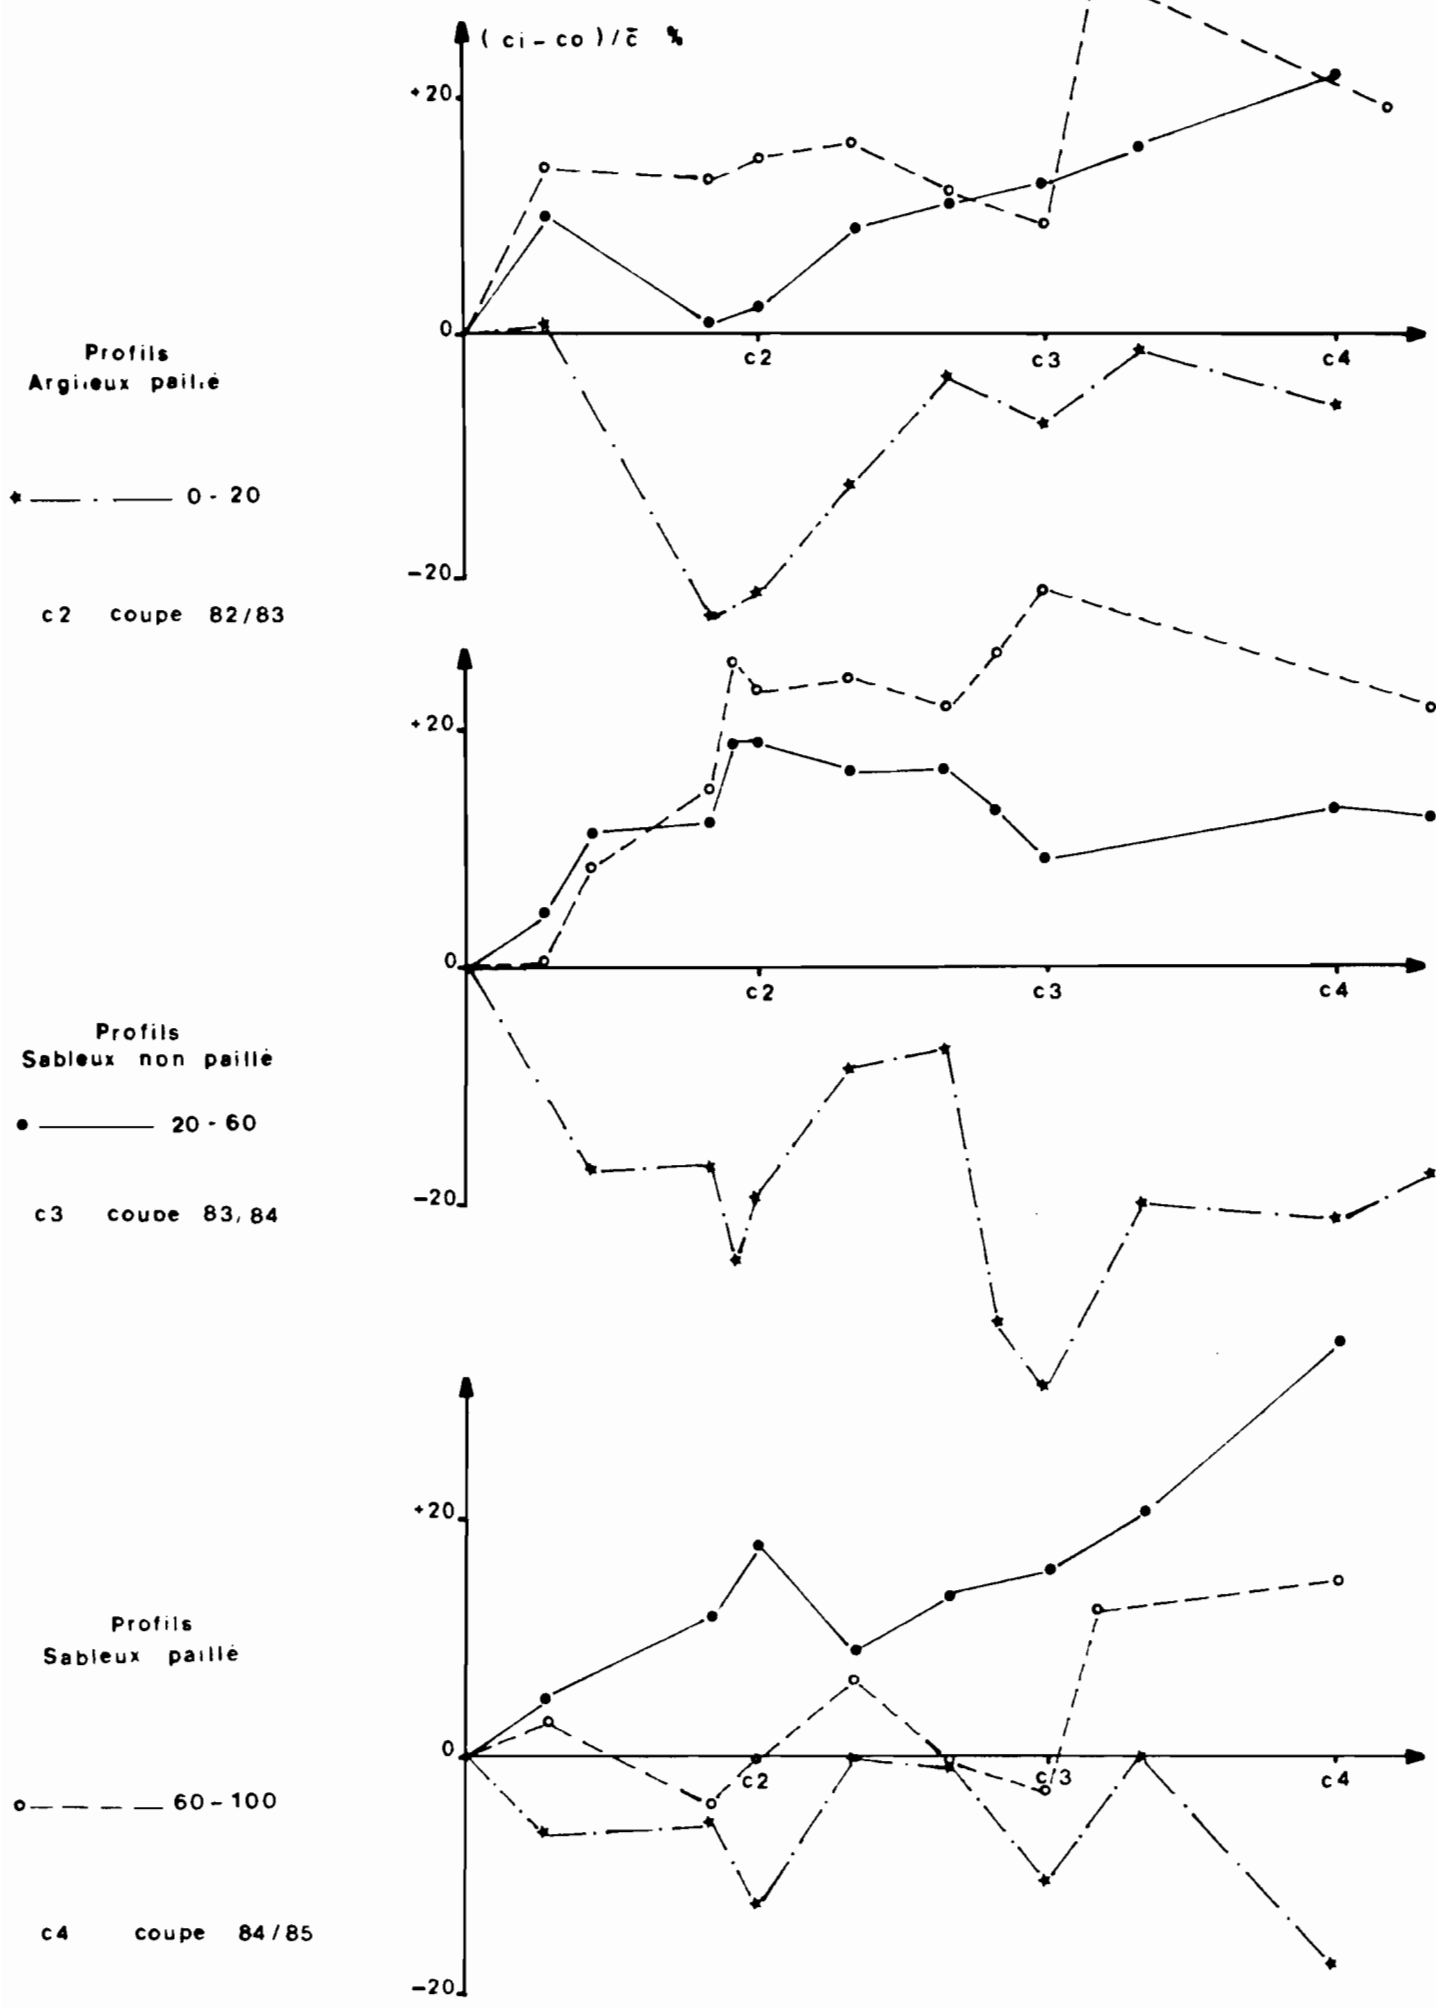 ( ci - co ) / c̄ %
+20
0
c2 c3 c4
-20
Profils
Argileux paillé
0 - 20
c2 coupe 82/83
+20
0
c2 c3 c4
-20
Profils
Sableux non paillé
20 - 60
c3 coupe 83/84
+20
0
c2 c/3 c4
-20
Profils
Sableux paillé
60 - 100
c4 coupe 84/85